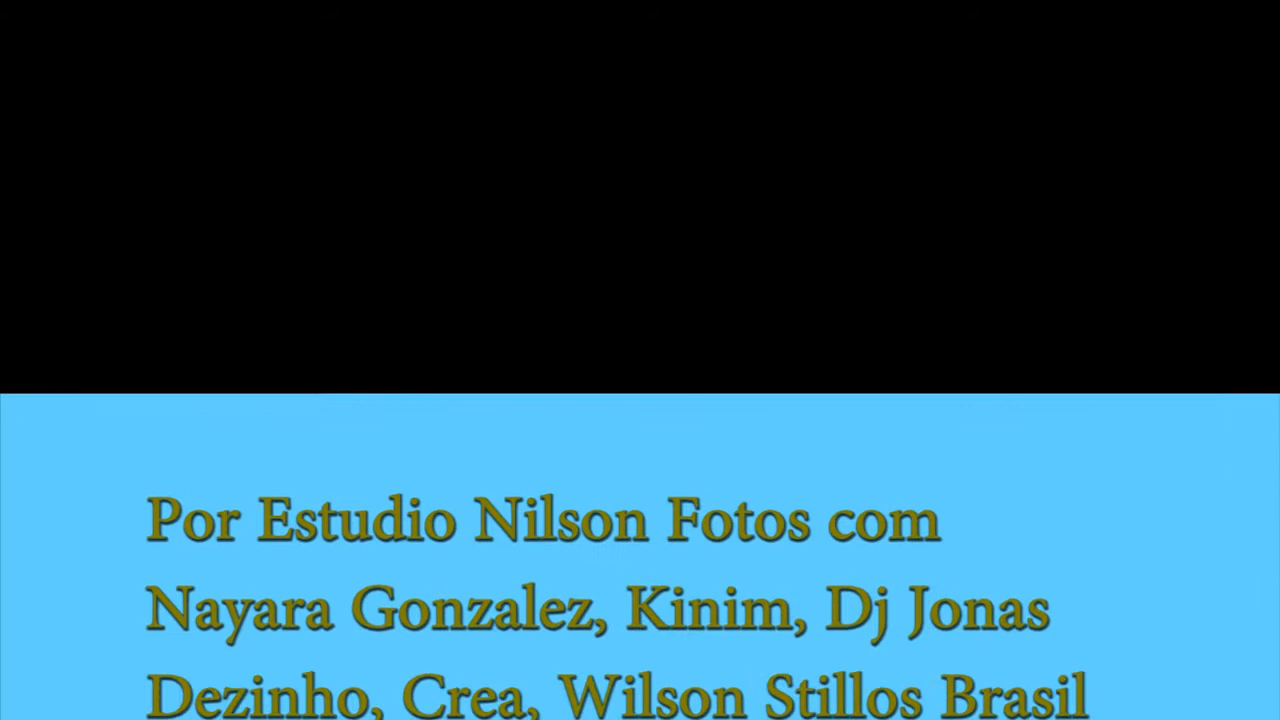 Por Estudio Nilson Fotos com
Nayara Gonzalez, Kinim, Dj Jonas
Dezinho, Crea, Wilson Stillos Brasil